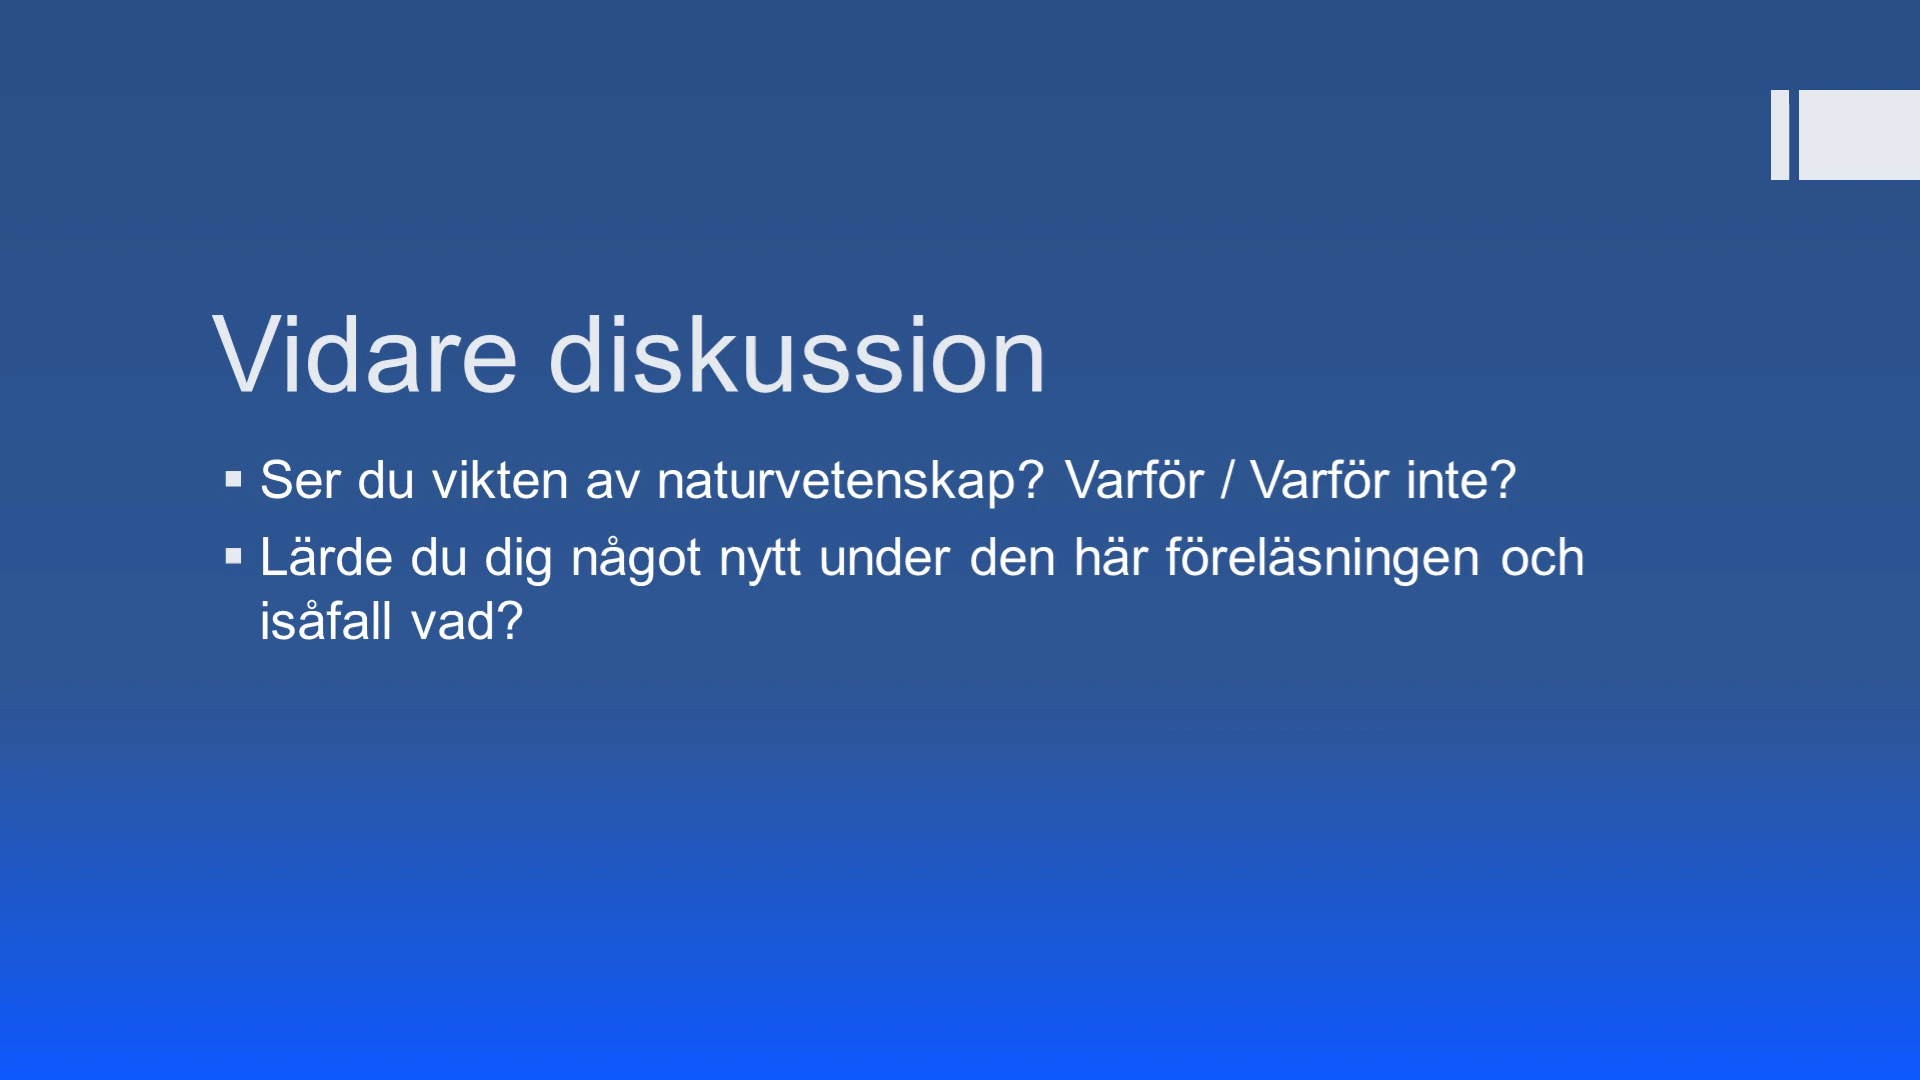 Vidare diskussion
Ser du vikten av naturvetenskap? Varför / Varför inte?
Lärde du dig något nytt under den här föreläsningen och
isåfall vad?